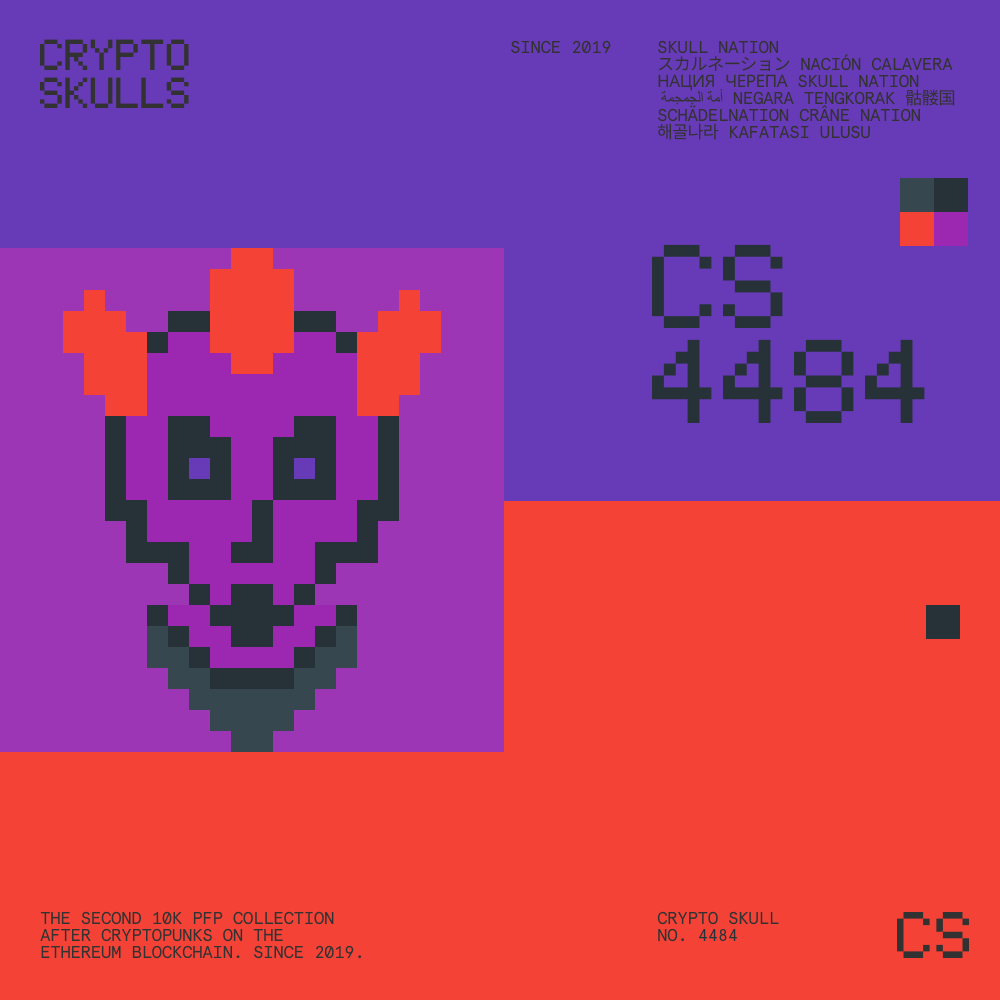 CRYPTO
SKULLS
SINCE 2019
SKULL NATION
スカルネーション NACIÓN CALAVERA
НАЦИЯ ЧЕРЕПА SKULL NATION
أمة الجمجمة NEGARA TENGKORAK 骷髅国
SCHÄDELNATION CRÂNE NATION
해골나라 KAFATASI ULUSU
CS
4484
THE SECOND 10K PFP COLLECTION
AFTER CRYPTOPUNKS ON THE
ETHEREUM BLOCKCHAIN. SINCE 2019.
CRYPTO SKULL
NO. 4484
CS